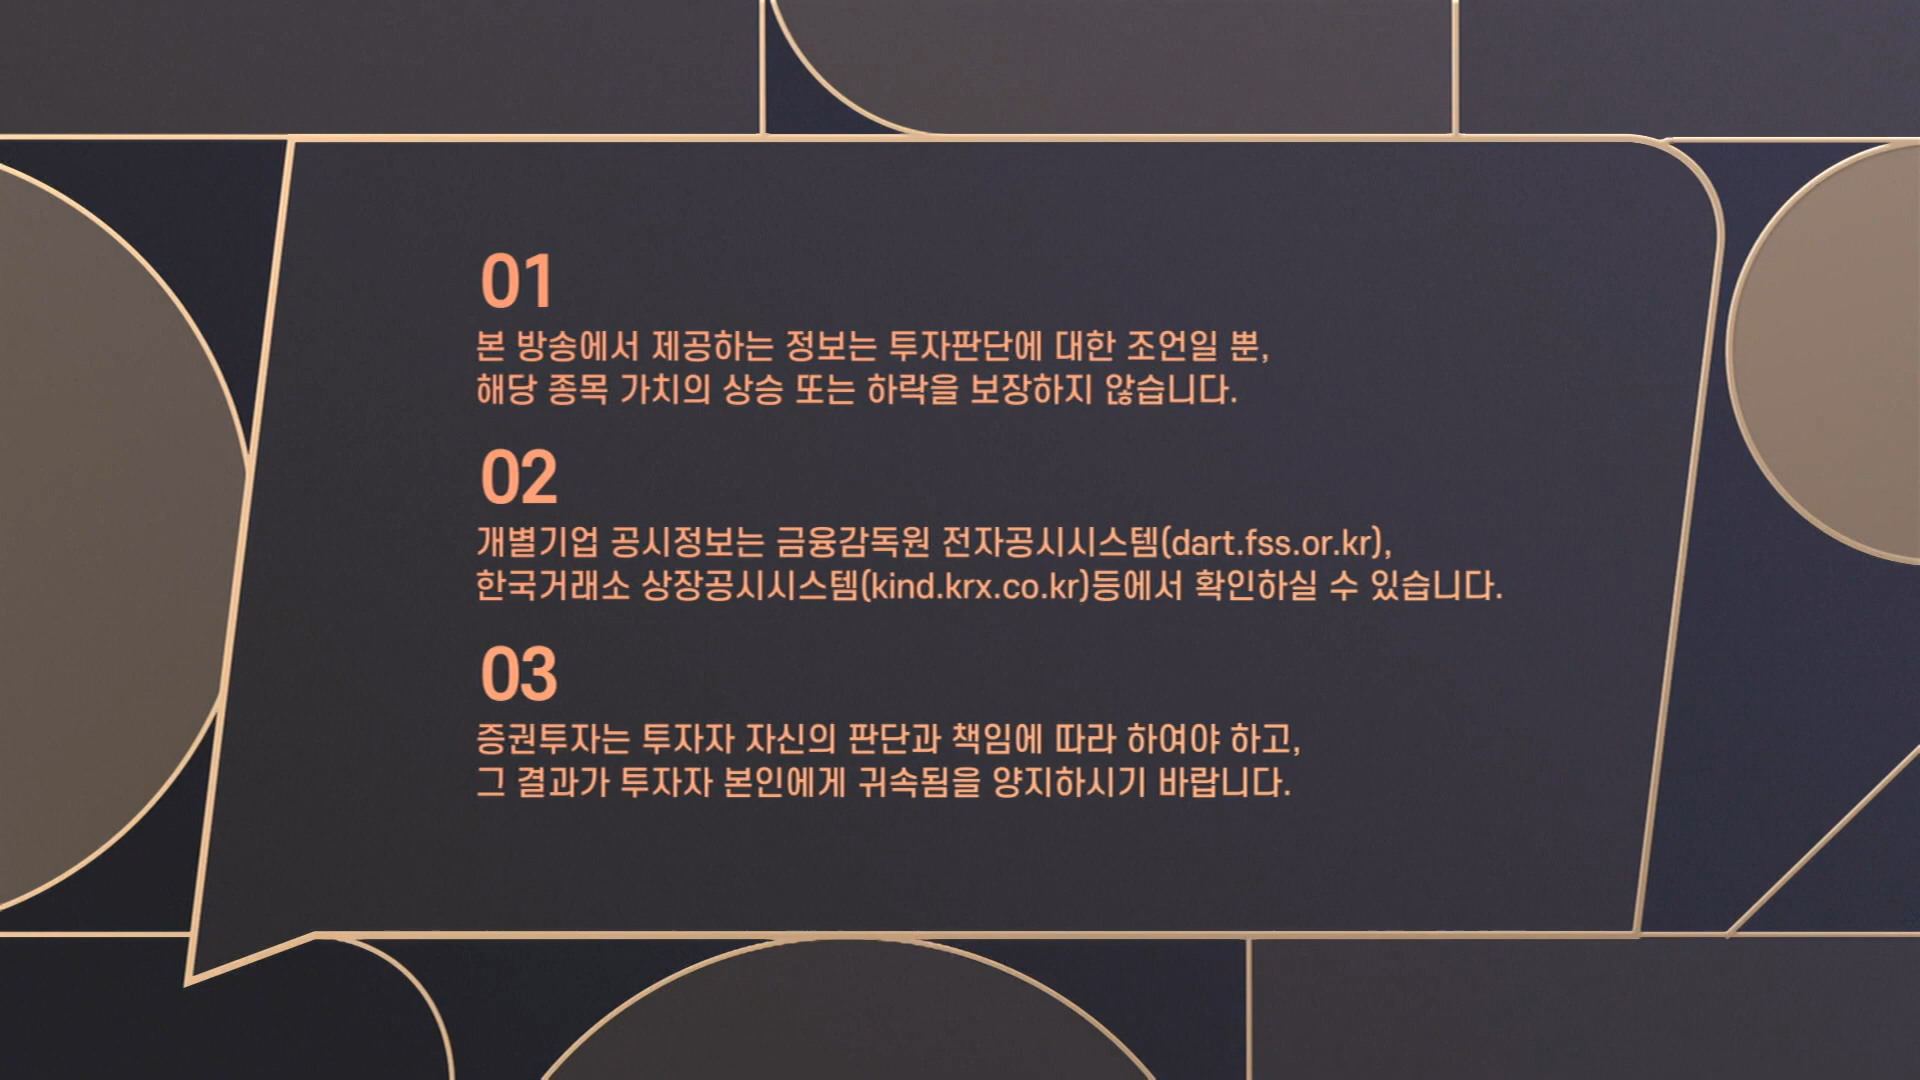 01
본 방송에서 제공하는 정보는 투자판단에 대한 조언일 뿐,
해당 종목 가치의 상승 또는 하락을 보장하지 않습니다.
02
개별기업 공시정보는 금융감독원 전자공시시스템(dart.fss.or.kr),
한국거래소 상장공시시스템(kind.krx.co.kr)등에서 확인하실 수 있습니다.
03
증권투자는 투자자 자신의 판단과 책임에 따라 하여야 하고,
그 결과가 투자자 본인에게 귀속됨을 양지하시기 바랍니다.